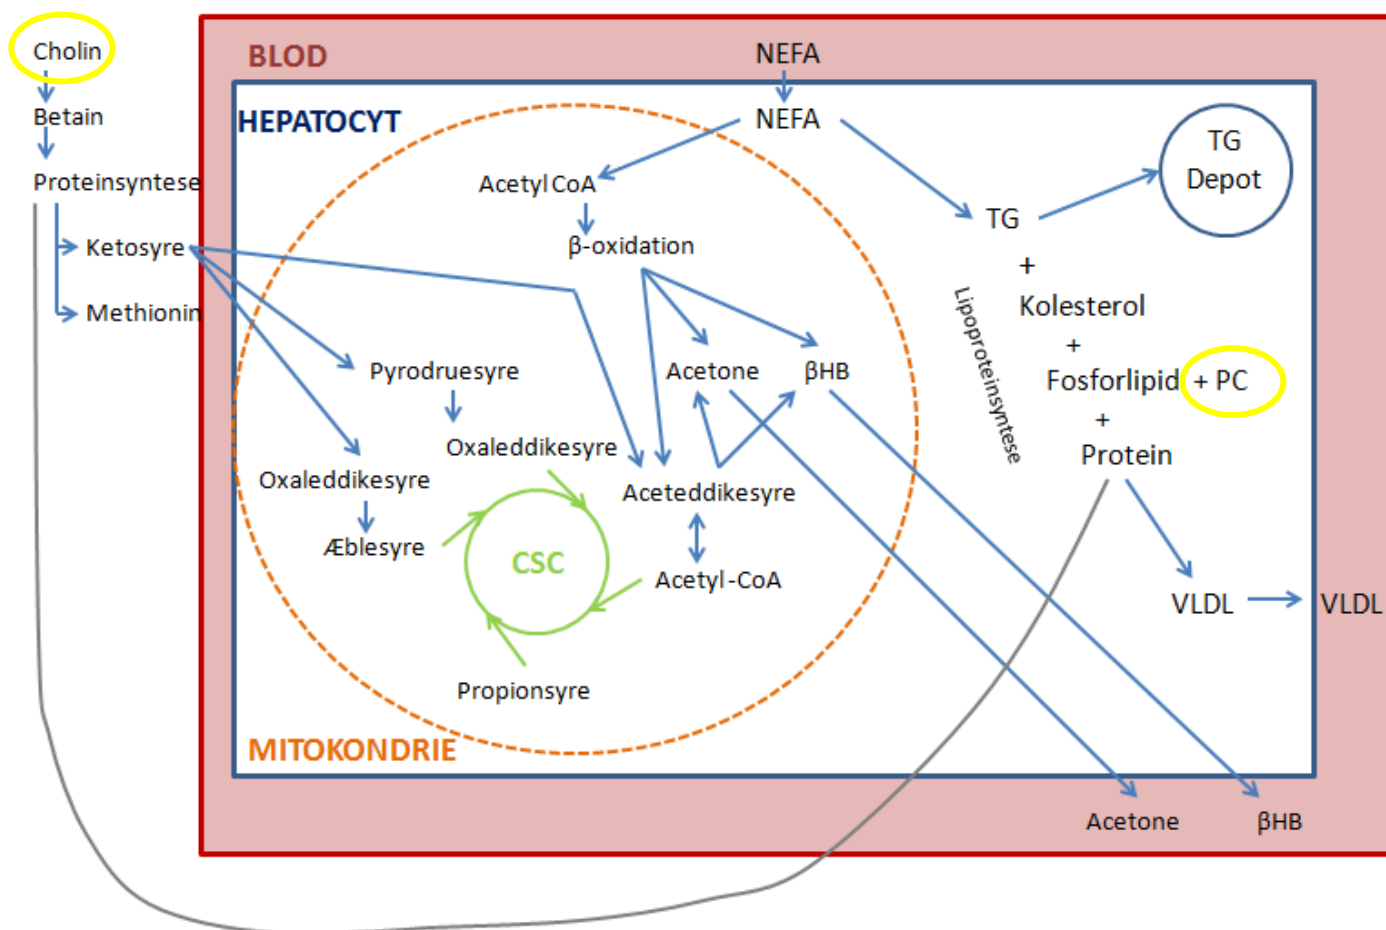 Cholin
Betain
Proteinsyntese
Ketosyre
Methionin
BLOD
NEFA
HEPATOCYT
NEFA
Acetyl CoA
β-oxidation
TG
Depot
TG
+
Kolesterol
+
Fosforlipid + PC
+
Protein
Lipoproteinsyntese
Pyrodruesyre
Acetone
βHB
Oxaleddikesyre
Oxaleddikesyre
Aceteddikesyre
Æblesyre
CSC
Acetyl-CoA
Propionsyre
VLDL
VLDL
MITOKONDRIE
Acetone
βHB